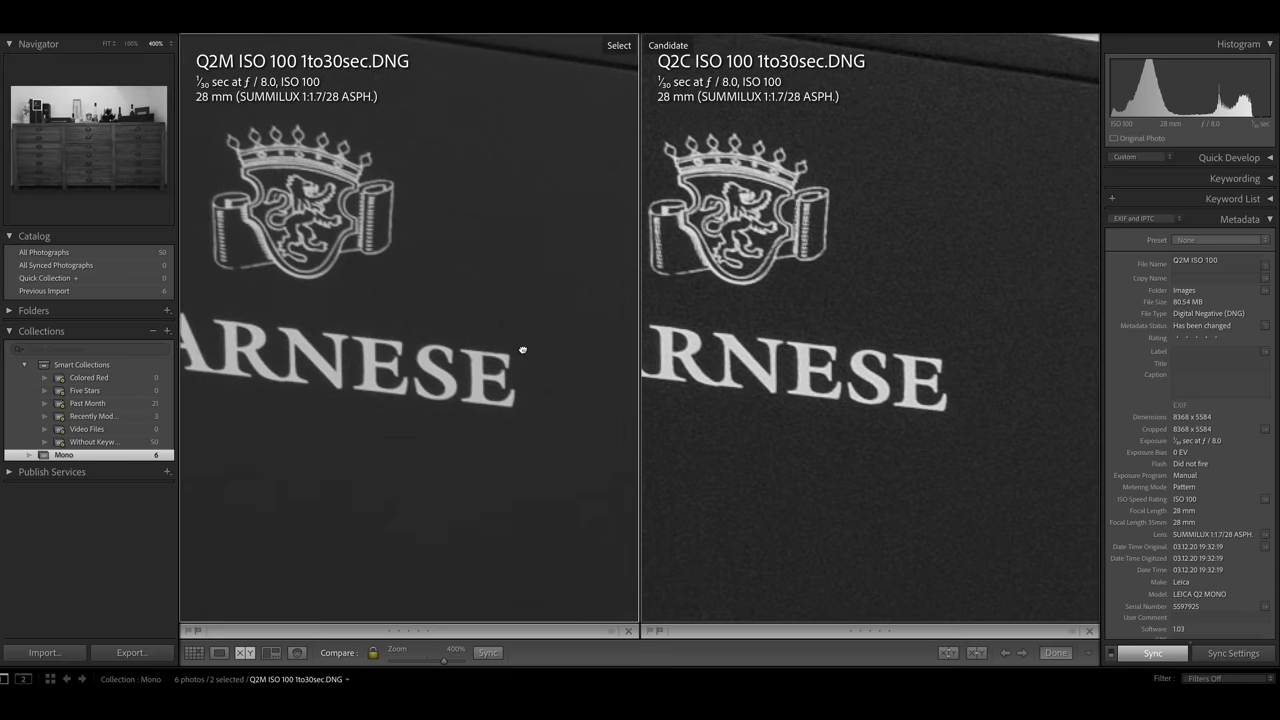 Navigator
FIT
100%
400%
Catalog
All Photographs 50
All Synced Photographs 0
Quick Collection + 0
Previous Import 6
Folders
Collections
Smart Collections
Colored Red 0
Five Stars 0
Past Month 21
Recently Mod... 3
Video Files 0
Without Keyw... 50
Mono 6
Publish Services
Import...
Export...
Select
Q2M ISO 100 1to30sec.DNG
1/30 sec at ƒ / 8.0, ISO 100
28 mm (SUMMILUX 1:1.7/28 ASPH.)
ARNESE
Candidate
Q2C ISO 100 1to30sec.DNG
1/30 sec at ƒ / 8.0, ISO 100
28 mm (SUMMILUX 1:1.7/28 ASPH.)
RNESE
XY
Compare :
Zoom
400%
Sync
X Y
Done
2
Collection : Mono
6 photos / 2 selected / Q2M ISO 100 1to30sec.DNG
Filter :
Filters Off
Histogram
ISO 100
28 mm
ƒ / 8.0
1/30 sec
Original Photo
Custom
Quick Develop
Keywording
Keyword List
EXIF and IPTC
Metadata
Preset None
File Name Q2M ISO 100
Copy Name
Folder Images
File Size 80.54 MB
File Type Digital Negative (DNG)
Metadata Status Has been changed
Rating
Label
Title
Caption
EXIF
Dimensions 8368 x 5584
Cropped 8368 x 5584
Exposure 1/30 sec at ƒ / 8.0
Exposure Bias 0 EV
Flash Did not fire
Exposure Program Manual
Metering Mode Pattern
ISO Speed Rating ISO 100
Focal Length 28 mm
Focal Length 35mm 28 mm
Lens SUMMILUX 1:1.7/28 ASPH.
Date Time Original 03.12.20 19:32:19
Date Time Digitized 03.12.20 19:32:19
Date Time 03.12.20 19:32:19
Make Leica
Model LEICA Q2 MONO
Serial Number 5597925
User Comment
Software 1.03
Sync
Sync Settings